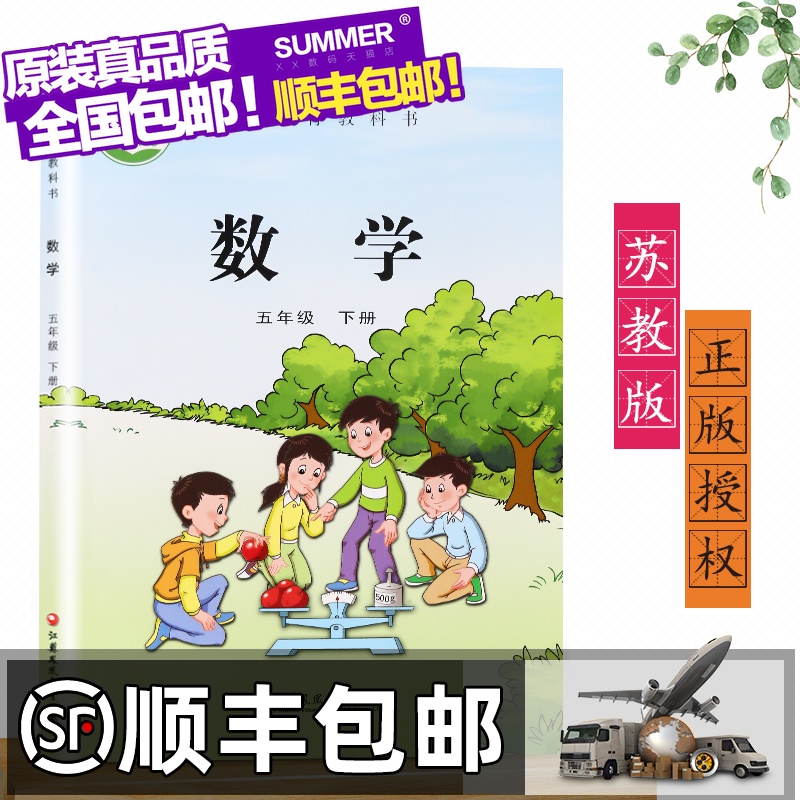 原装真品质
全国包邮！
SUMMER®
XX数码天猫店
顺丰包邮！
教科书
数学
五年级 下册
教科书
数学
五年级 下册
500g
苏教版
正版授权
SF
顺丰包邮